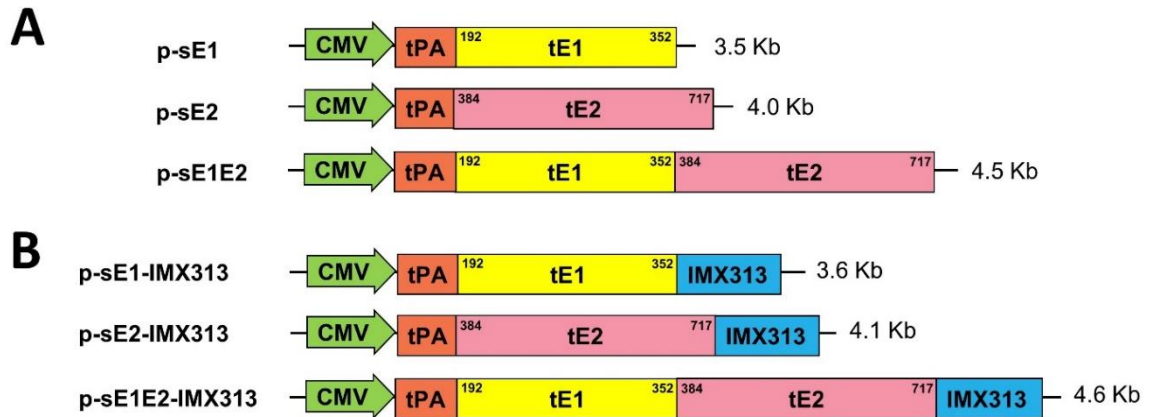 A
p-sE1 CMV tPA 192 tE1 352 3.5 Kb
p-sE2 CMV tPA 384 tE2 717 4.0 Kb
p-sE1E2 CMV tPA 192 tE1 352 384 tE2 717 4.5 Kb
B
p-sE1-IMX313 CMV tPA 192 tE1 352 IMX313 3.6 Kb
p-sE2-IMX313 CMV tPA 384 tE2 717 IMX313 4.1 Kb
p-sE1E2-IMX313 CMV tPA 192 tE1 352 384 tE2 717 IMX313 4.6 Kb